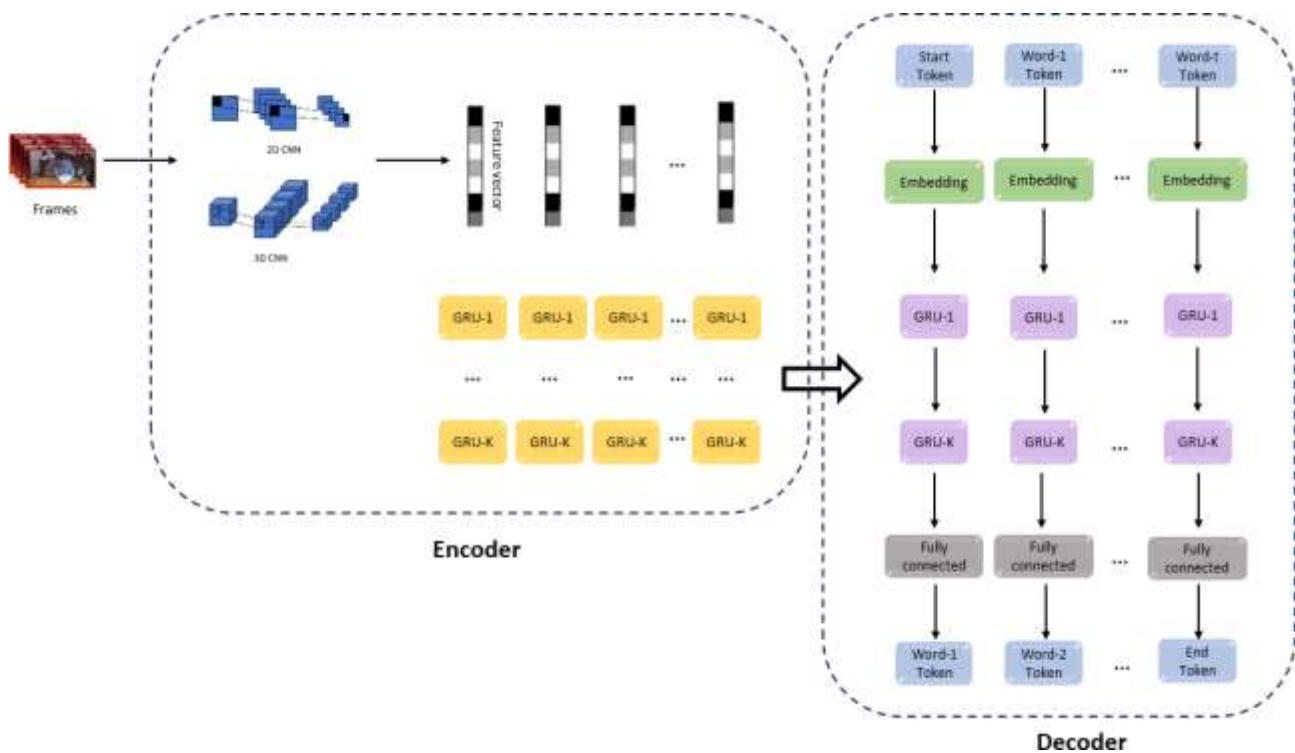 Frames
2D CNN
3D CNN
Feature vector
...
GRU-1 GRU-1 GRU-1 ... GRU-1
... ... ... ... ...
GRU-K GRU-K GRU-K ... GRU-K
Encoder
Start
Token
Word-1
Token
...
Word-t
Token
Embedding Embedding ... Embedding
GRU-1 GRU-1 ... GRU-1
GRU-K GRU-K ... GRU-K
Fully
connected
Fully
connected
...
Fully
connected
Word-1
Token
Word-2
Token
...
End
Token
Decoder